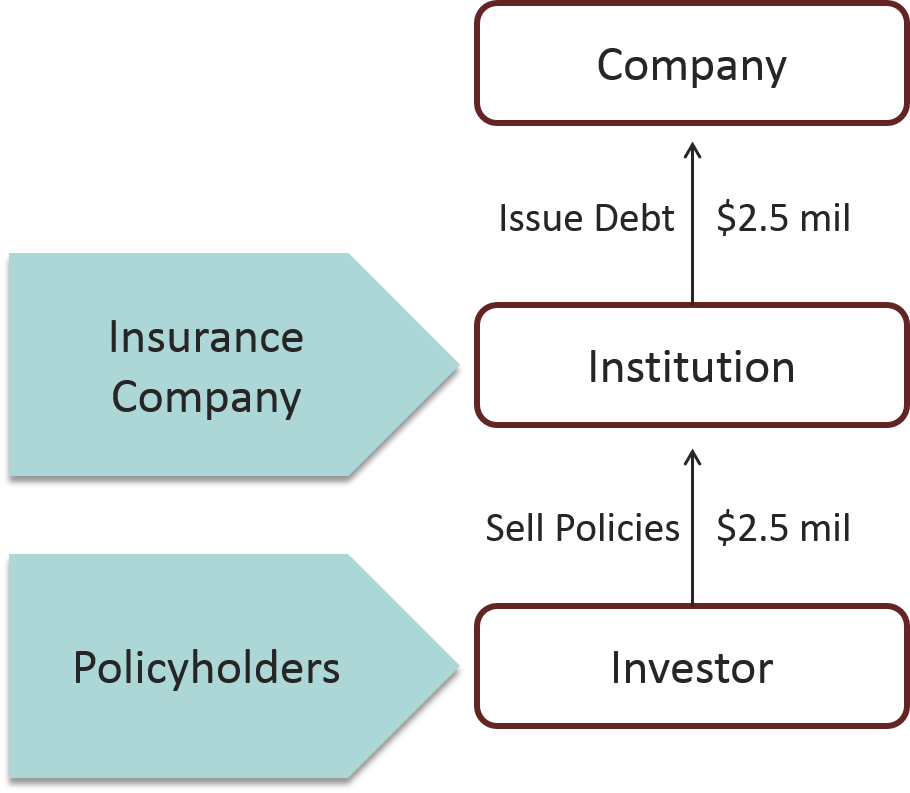 Company
Issue Debt
$2.5 mil
Insurance
Company
Institution
Sell Policies
$2.5 mil
Policyholders
Investor